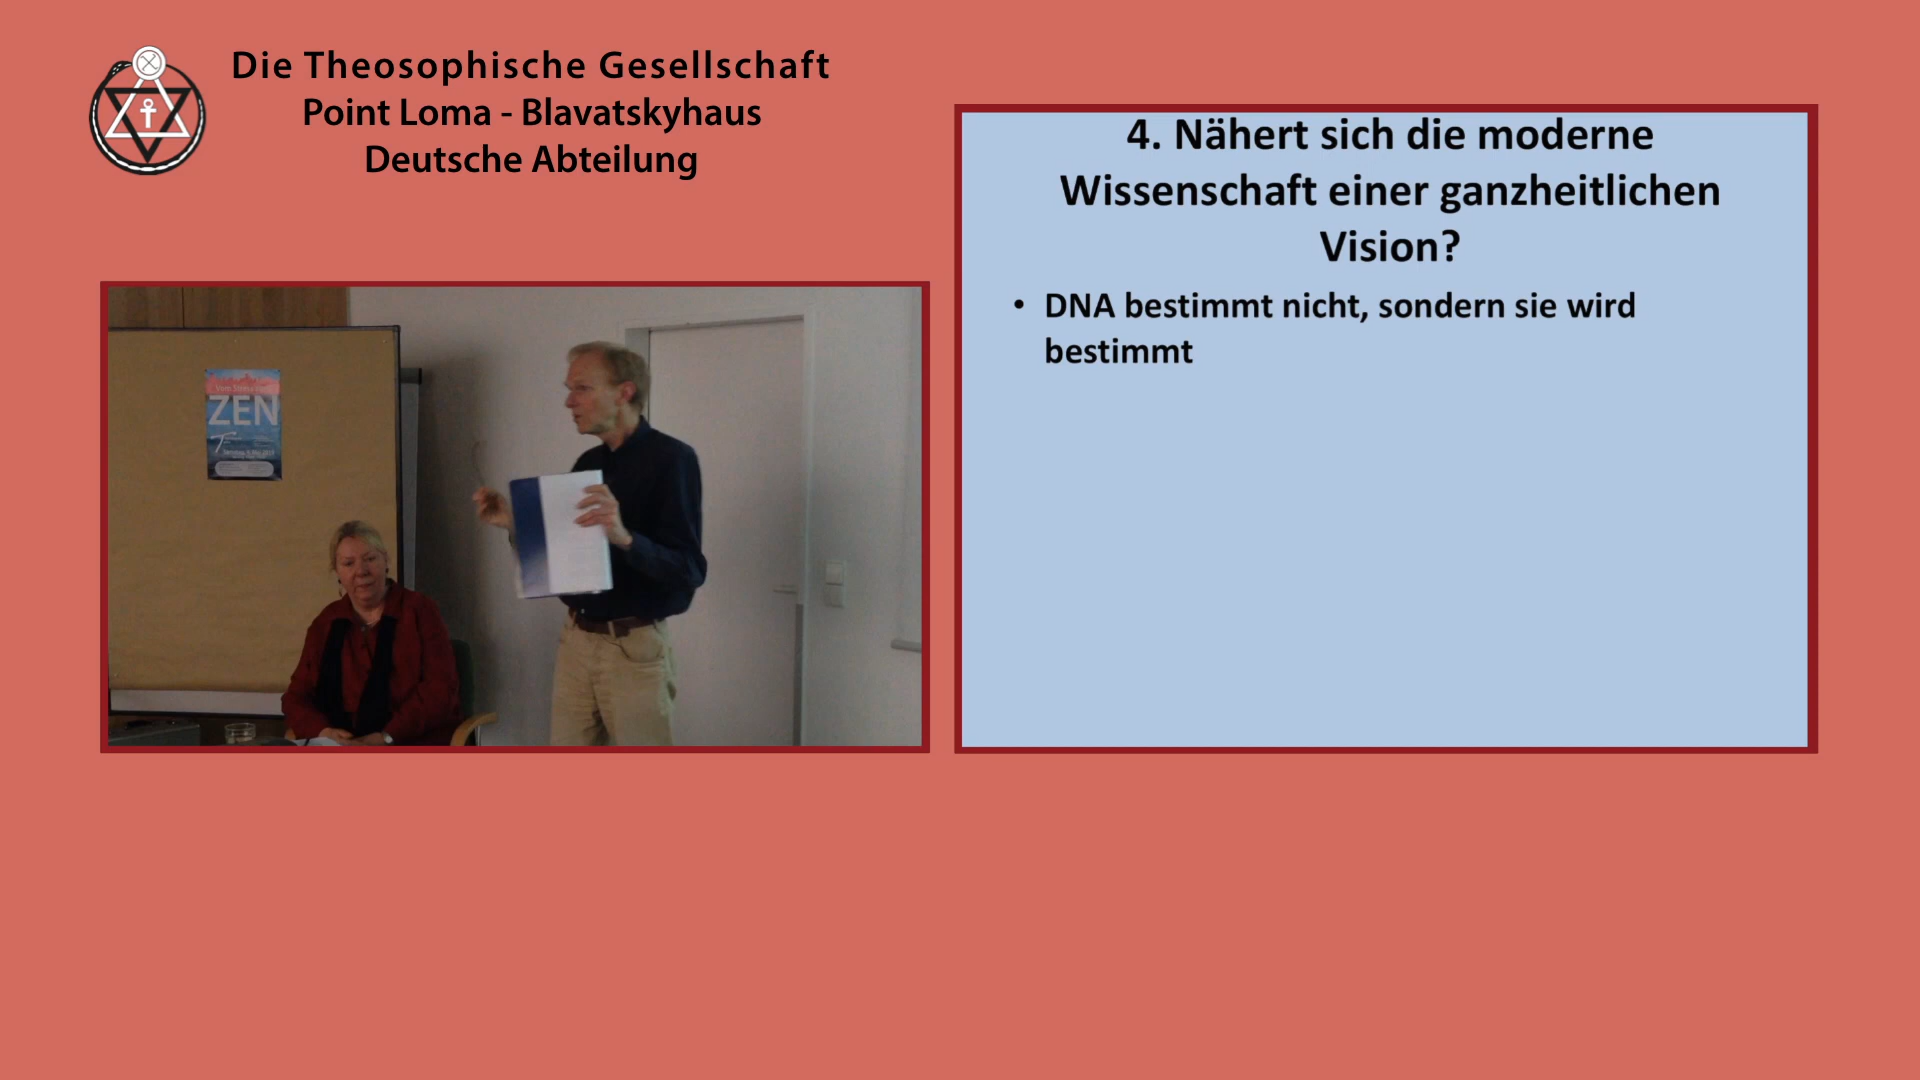 Die Theosophische Gesellschaft
Point Loma - Blavatskyhaus
Deutsche Abteilung
4. Nähert sich die moderne
Wissenschaft einer ganzheitlichen
Vision?
• DNA bestimmt nicht, sondern sie wird
bestimmt
ZEN